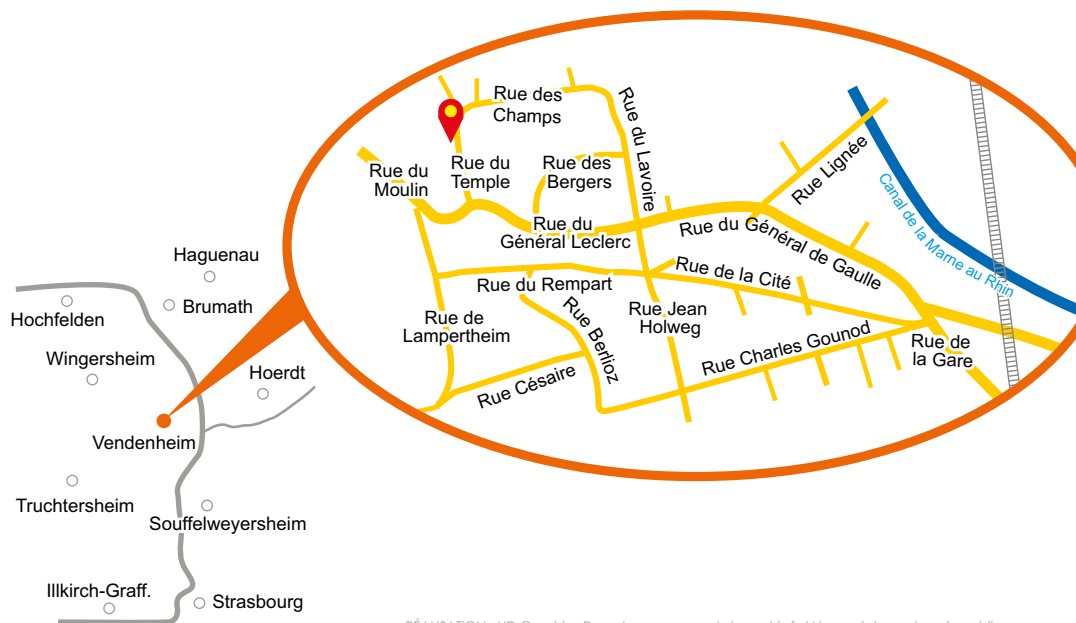 Rue des
Champs
Rue du Lavoire
Rue du
Moulin
Rue du
Temple
Rue des
Bergers
Rue Lignée
Canal de la Marne au Rhin
Rue du
Général Leclerc
Rue du Général de Gaulle
Rue de la Cité
Rue du Rempart
Rue de
Lampertheim
Rue Berlioz
Rue Jean
Holweg
Rue Charles Gounod
Rue de
la Gare
Rue Césaire
Haguenau
Brumath
Hochfelden
Wingersheim
Hoerdt
Vendenheim
Truchtersheim
Souffelweyersheim
Illkirch-Graff.
Strasbourg